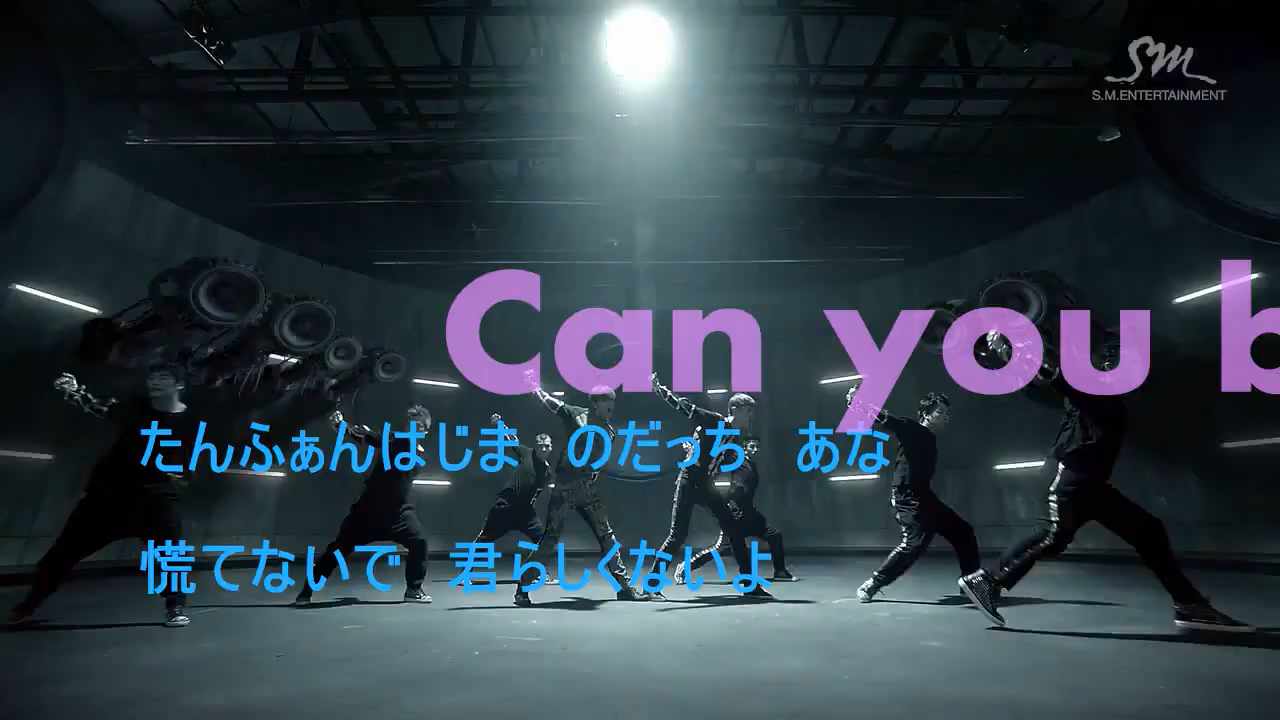 SM
S.M.ENTERTAINMENT
Can you b
たんふぁんはじま　のだっち　あな
慌てないで　君らしくないよ